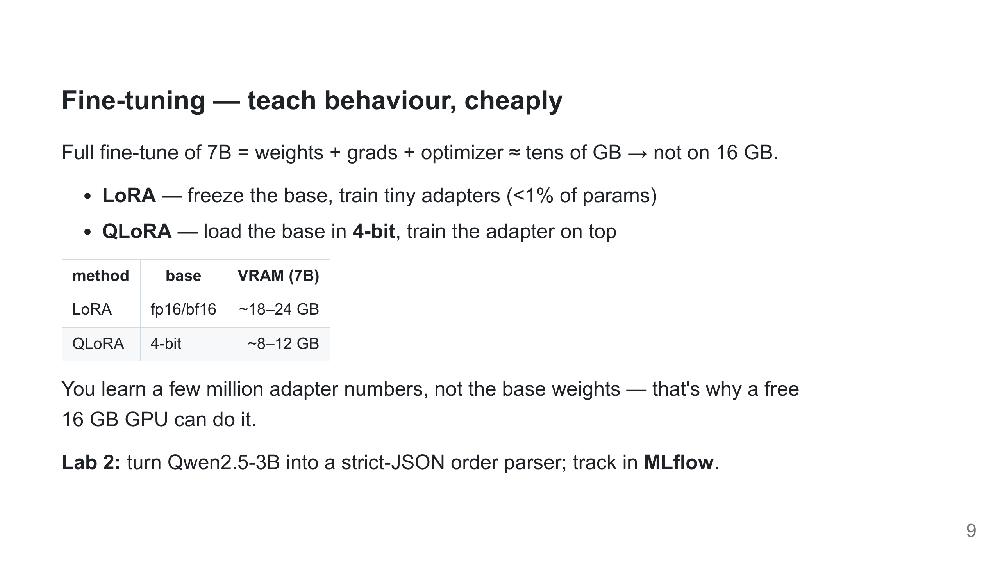 Fine-tuning — teach behaviour, cheaply
Full fine-tune of 7B = weights + grads + optimizer ≈ tens of GB → not on 16 GB.
• LoRA — freeze the base, train tiny adapters (<1% of params)
• QLoRA — load the base in 4-bit, train the adapter on top
method base VRAM (7B)
LoRA fp16/bf16 ~18–24 GB
QLoRA 4-bit ~8–12 GB
You learn a few million adapter numbers, not the base weights — that's why a free
16 GB GPU can do it.
Lab 2: turn Qwen2.5-3B into a strict-JSON order parser; track in MLflow.
9